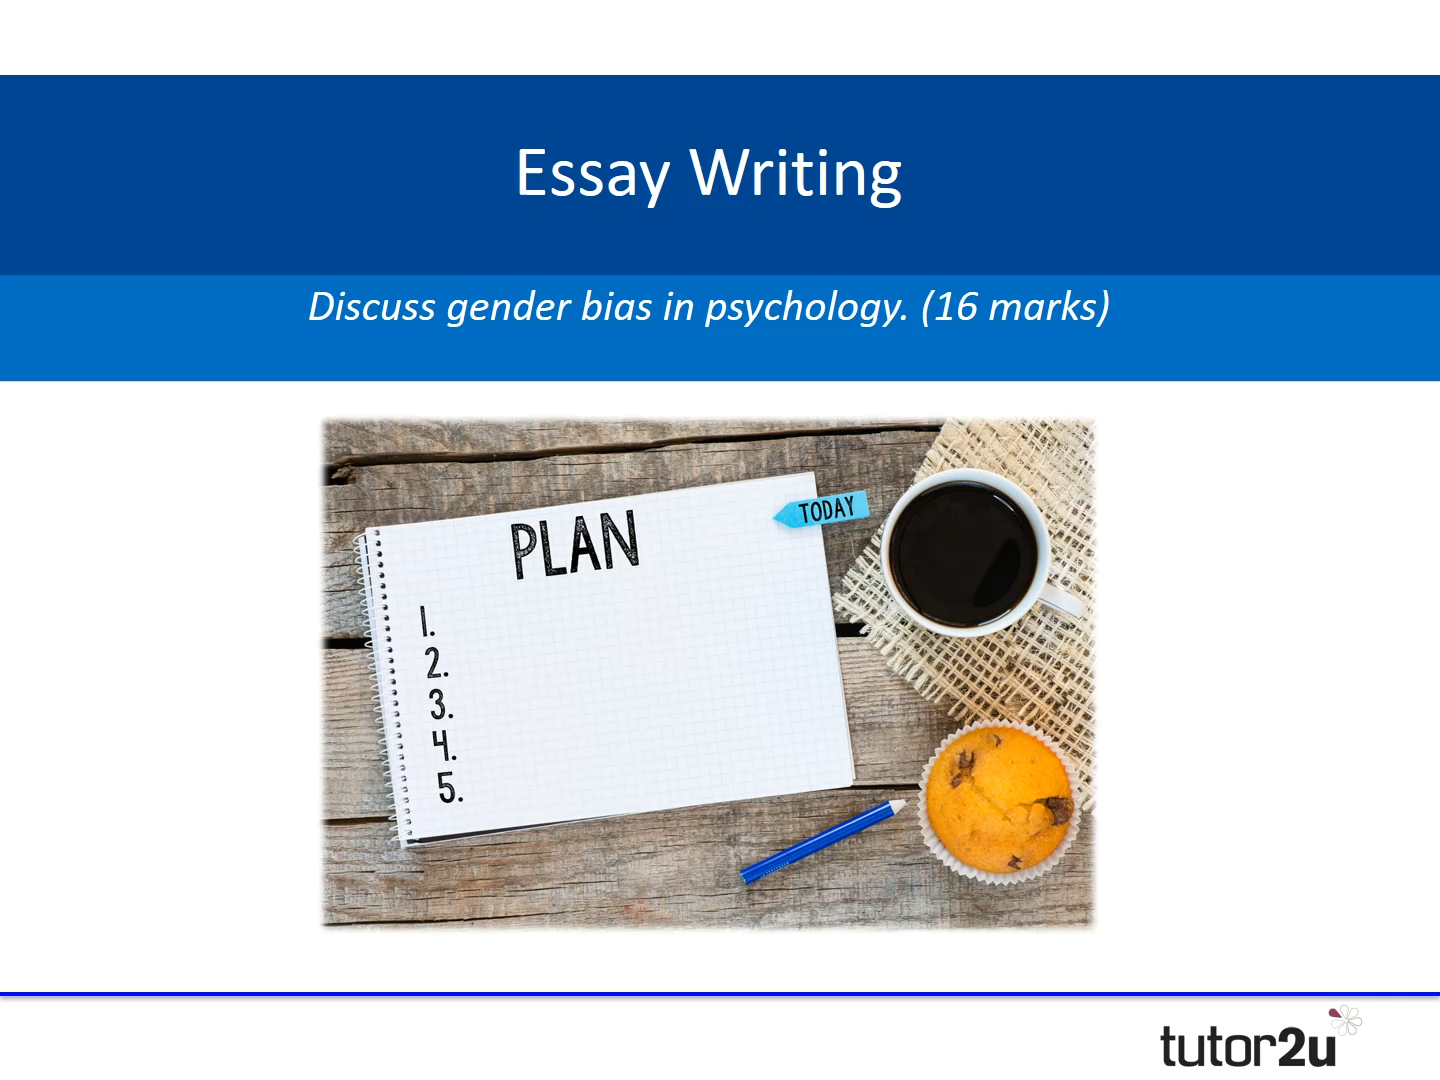 Essay Writing
Discuss gender bias in psychology. (16 marks)
PLAN
TODAY
1.
2.
3.
4.
5.
tutor2u